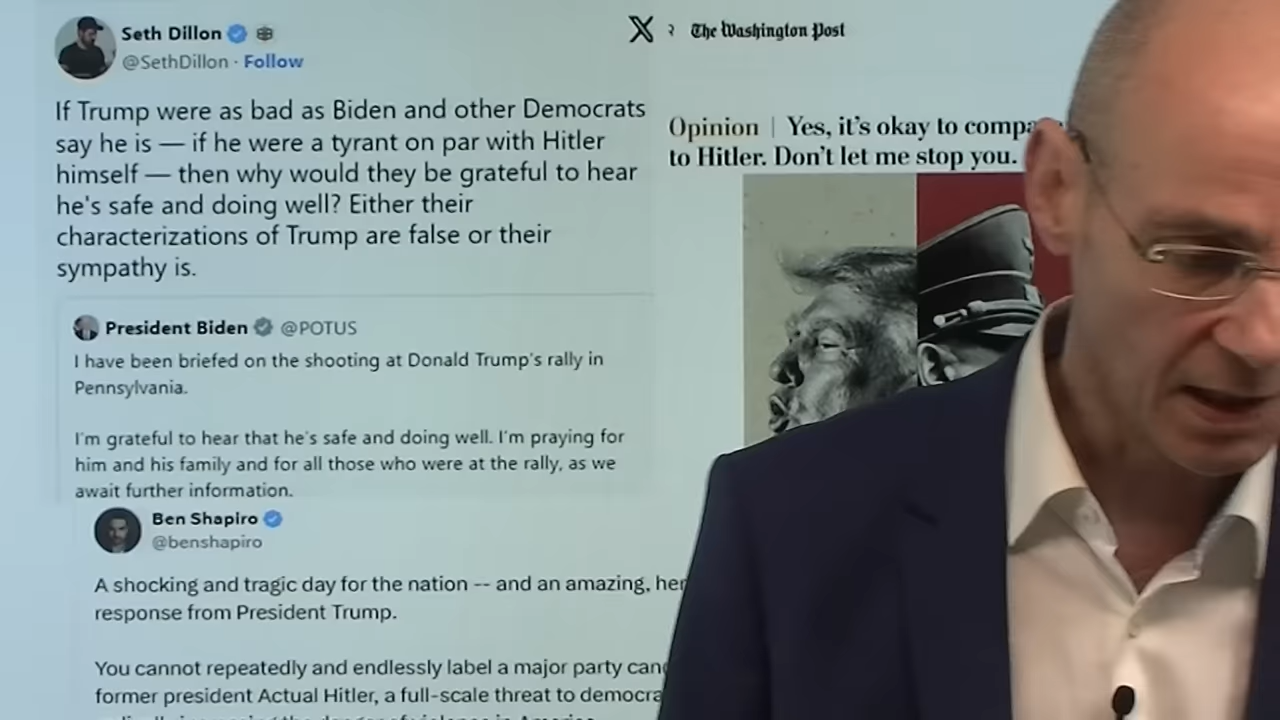 Seth Dillon
@SethDillon · Follow
If Trump were as bad as Biden and other Democrats
say he is — if he were a tyrant on par with Hitler
himself — then why would they be grateful to hear
he's safe and doing well? Either their
characterizations of Trump are false or their
sympathy is.
President Biden @POTUS
I have been briefed on the shooting at Donald Trump's rally in
Pennsylvania.
I'm grateful to hear that he's safe and doing well. I'm praying for
him and his family and for all those who were at the rally, as we
await further information.
Ben Shapiro
@benshapiro
A shocking and tragic day for the nation -- and an amazing,
response from President Trump.
You cannot repeatedly and endlessly label a major party
former president Actual Hitler, a full-scale threat to
The Washington Post
Opinion | Yes, it's okay to
to Hitler. Don't let me stop you.